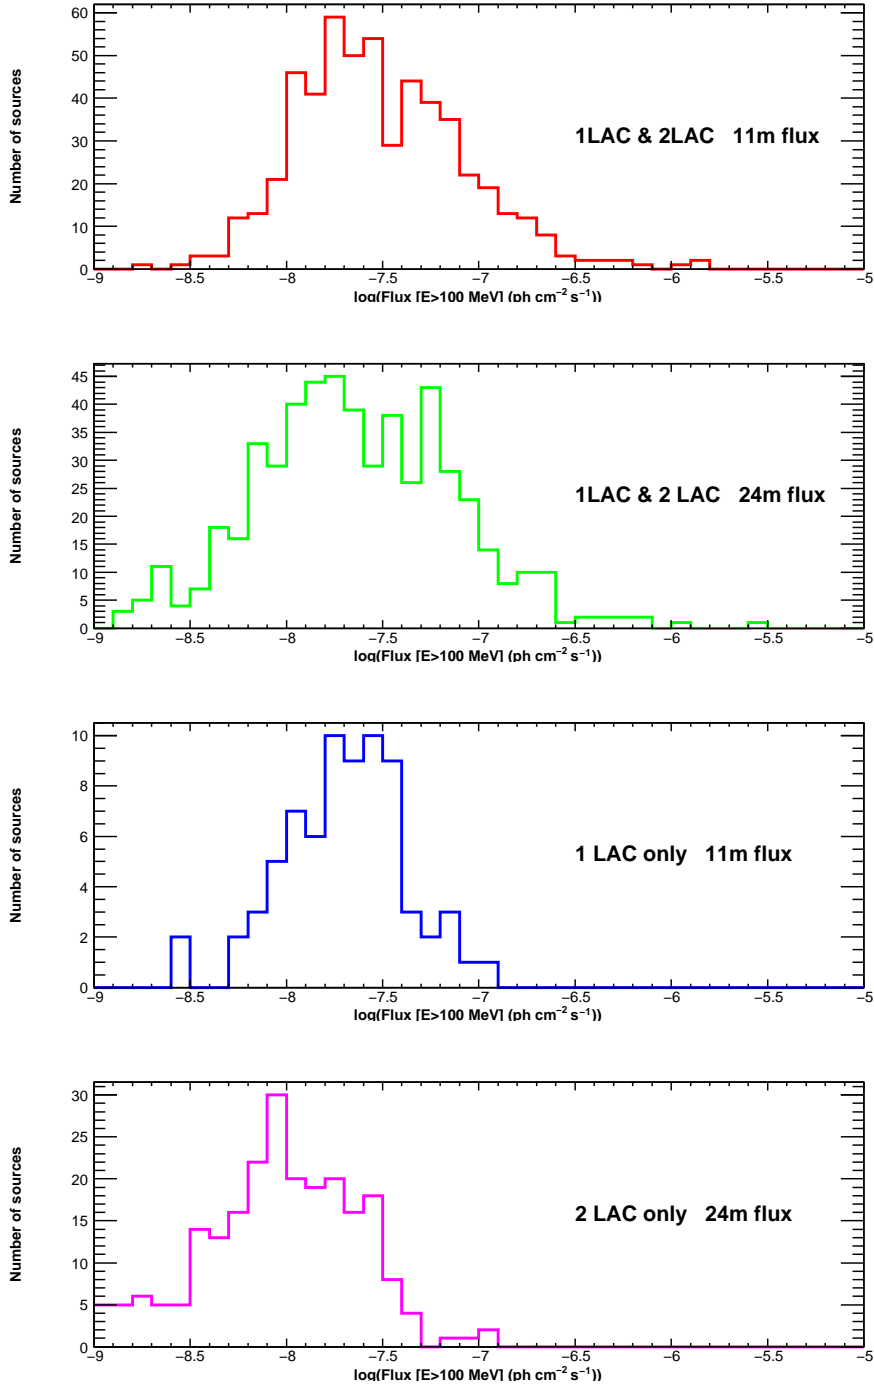 60
50
40
30
20
10
0
Number of sources
1LAC & 2LAC 11m flux
−9 −8.5 −8 −7.5 −7 −6.5 −6 −5.5 −5
log(Flux [E>100 MeV] (ph cm⁻² s⁻¹))
45
40
35
30
25
20
15
10
5
0
Number of sources
1LAC & 2 LAC 24m flux
−9 −8.5 −8 −7.5 −7 −6.5 −6 −5.5 −5
log(Flux [E>100 MeV] (ph cm⁻² s⁻¹))
10
8
6
4
2
0
Number of sources
1 LAC only 11m flux
−9 −8.5 −8 −7.5 −7 −6.5 −6 −5.5 −5
log(Flux [E>100 MeV] (ph cm⁻² s⁻¹))
30
25
20
15
10
5
0
Number of sources
2 LAC only 24m flux
−9 −8.5 −8 −7.5 −7 −6.5 −6 −5.5 −5
log(Flux [E>100 MeV] (ph cm⁻² s⁻¹))